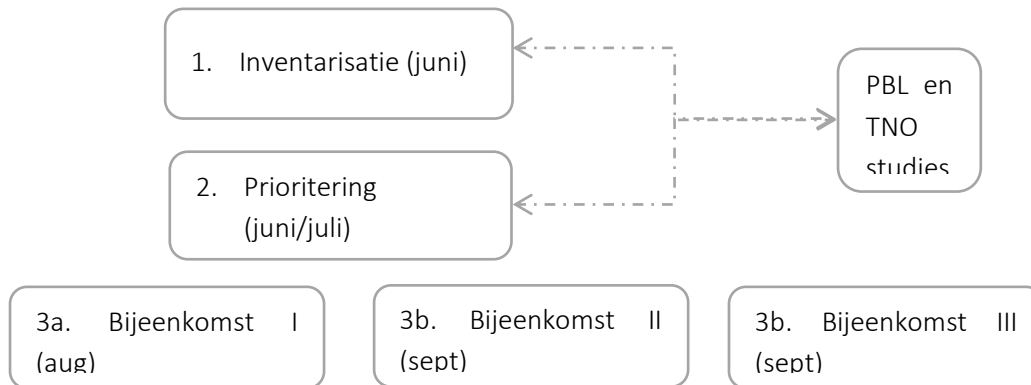 1. Inventarisatie (juni)
PBL en
TNO
studies
2. Prioritering
(juni/juli)
3a. Bijeenkomst I
(aug)
3b. Bijeenkomst II
(sept)
3b. Bijeenkomst III
(sept)